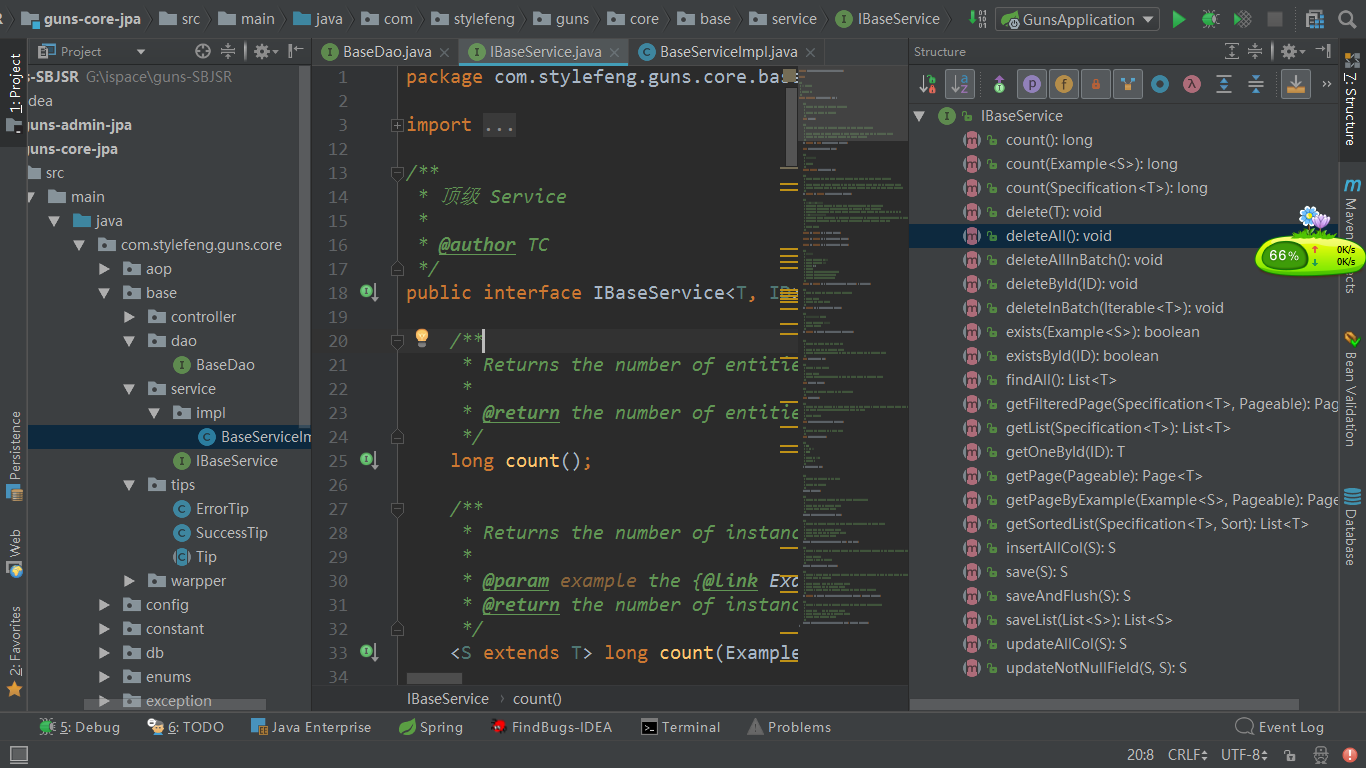 guns-core-jpa src main java com stylefeng guns core base service IBaseService GunsApplication
1: Project
Project
BaseDao.java IBaseService.java BaseServiceImpl.java
Structure
-SBJSR G:\ispace\guns-SBJSR
idea
guns-admin-jpa
guns-core-jpa
src
main
java
com.stylefeng.guns.core
aop
base
controller
dao
BaseDao
service
impl
BaseServiceIm
IBaseService
tips
ErrorTip
SuccessTip
Tip
warpper
config
constant
db
enums
exception
Persistence
Web
2: Favorites
1 package com.stylefeng.guns.core.base
2
3 import ...
12
13 /**
14 * 顶级 Service
15 *
16 * @author TC
17 */
18 public interface IBaseService<T, ID
19
20 /**
21 * Returns the number of entitie
22 *
23 * @return the number of entitie
24 */
25 long count();
26
27 /**
28 * Returns the number of instanc
29 *
30 * @param example the {@link Exa
31 * @return the number of instanc
32 */
33 <S extends T> long count(Example
34
IBaseService › count()
IBaseService
count(): long
count(Example<S>): long
count(Specification<T>): long
delete(T): void
deleteAll(): void
deleteAllInBatch(): void
deleteById(ID): void
deleteInBatch(Iterable<T>): void
exists(Example<S>): boolean
existsById(ID): boolean
findAll(): List<T>
getFilteredPage(Specification<T>, Pageable): Pag
getList(Specification<T>): List<T>
getOneById(ID): T
getPage(Pageable): Page<T>
getPageByExample(Example<S>, Pageable): Page
getSortedList(Specification<T>, Sort): List<T>
insertAllCol(S): S
save(S): S
saveAndFlush(S): S
saveList(List<S>): List<S>
updateAllCol(S): S
updateNotNullField(S, S): S
7: Structure
Maven
66%
0K/s
0K/s
Bean Validation
Database
5: Debug 6: TODO Java Enterprise Spring FindBugs-IDEA Terminal Problems Event Log
20:8 CRLF UTF-8